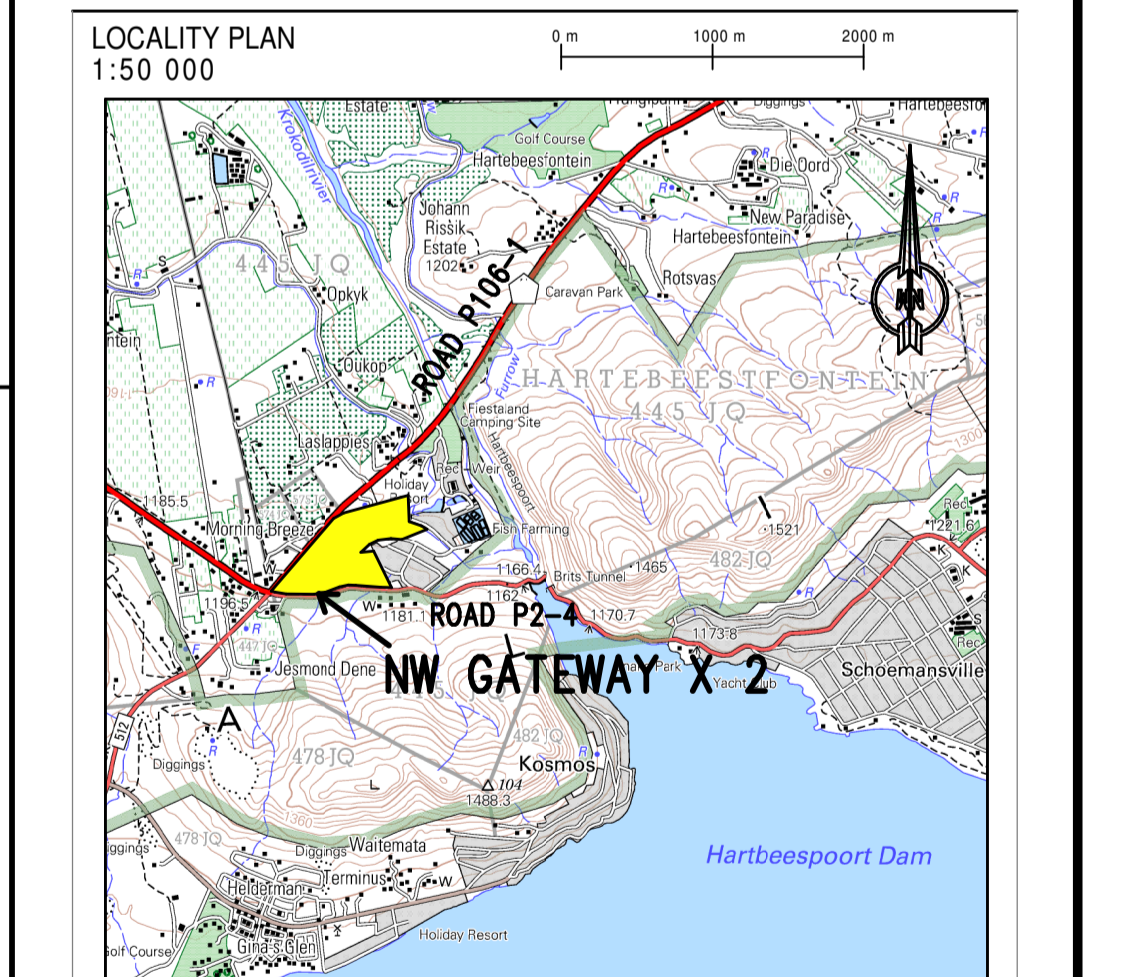 LOCALITY PLAN
1:50 000
0 m
1000 m
2000 m
Estate
Krokodilrivier
Golf Course
Hartebeesfontein
Diggings
R
Die Oord
R
R
R
Johann
Rissik
Estate
1202
New Paradise
Hartebeesfontein
S
445 JQ
R
Opkyk
Rotsvas
Caravan Park
ROAD P106-1
Oukop
R
Furrow
HARTEBEESTFONTEIN
445 JQ
Fiestaland
Camping Site
Hartbeespoort
Laslappies
1300
Rec
Weir
Holiday
1185.5
Morning Breeze
Fish Farming
1521
Rec
1221.6
482 JQ
K
K
W
1166.4
Brits Tunnel
1465
R
1196.5
W
1181.1
1162
ROAD P2-4
1170.7
1173.8
S
Rec
R
447 JQ
F
Jesmond Dene
NW GATEWAY X 2
Park
Yacht Club
Schoemansville
512
A
R
Diggings
478 JQ
482 JQ
R
Kosmos
104
1488.3
1360
478 JQ
Diggings
Waitemata
Hartbeespoort Dam
Helderman
Terminus
W
Gina's Glen
Golf Course
Holiday Resort